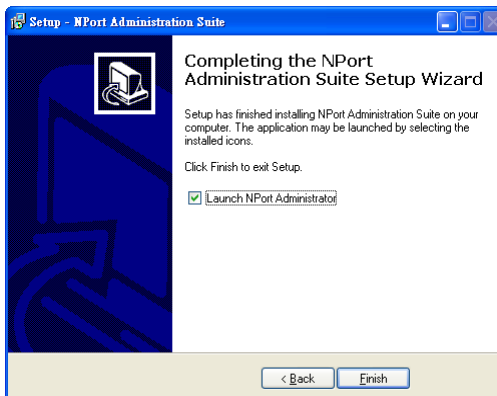 Setup - NPort Administration Suite
Completing the NPort
Administration Suite Setup Wizard
Setup has finished installing NPort Administration Suite on your
computer. The application may be launched by selecting the
installed icons.
Click Finish to exit Setup.
Launch NPort Administrator
< Back
Finish